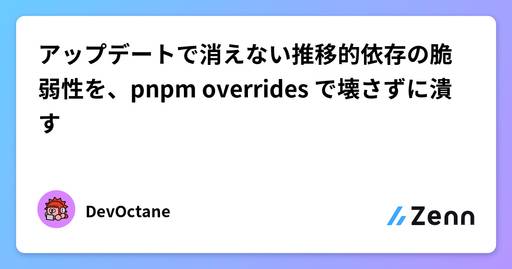 アップデートで消えない推移的依存の脆
弱性を、pnpm overrides で壊さずに潰
す
DevOctane
Zenn